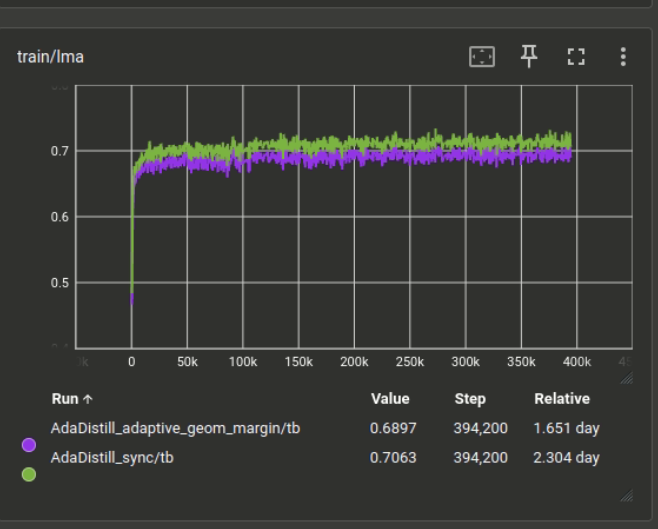 train/lma
0.7
0.6
0.5
0 50k 100k 150k 200k 250k 300k 350k 400k
Run ↑ Value Step Relative
AdaDistill_adaptive_geom_margin/tb 0.6897 394,200 1.651 day
AdaDistill_sync/tb 0.7063 394,200 2.304 day